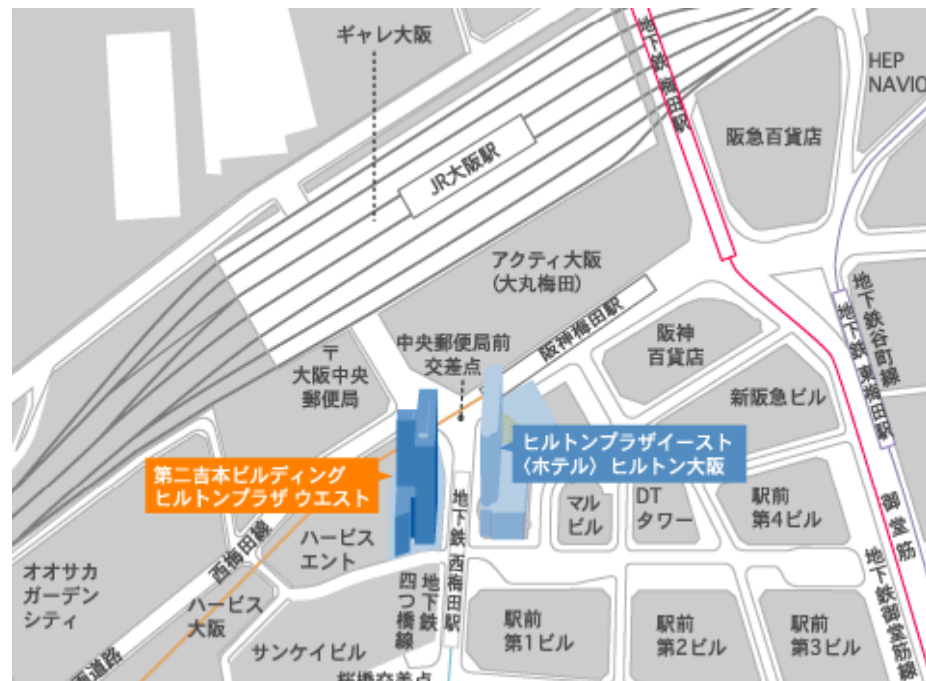 ギャレ大阪
地下鉄 梅田駅
HEP
NAVIO
阪急百貨店
JR大阪駅
アクティ大阪
(大丸梅田)
阪神梅田駅
地下鉄谷町線
地下鉄 東梅田駅
中央郵便局前
交差点
阪神
百貨店
〒
大阪中央
郵便局
新阪急ビル
ヒルトンプラザイースト
〈ホテル〉ヒルトン大阪
第二吉本ビルディング
ヒルトンプラザ ウエスト
マル
ビル
DT
タワー
駅前
第4ビル
御堂筋
地下鉄 西梅田駅
西梅田線
ハービス
エント
オオサカ
ガーデン
シティ
ハービス
大阪
地下鉄
四つ橋線
地下鉄御堂筋線
サンケイビル
駅前
第1ビル
駅前
第2ビル
駅前
第3ビル
道路
桜橋交差点